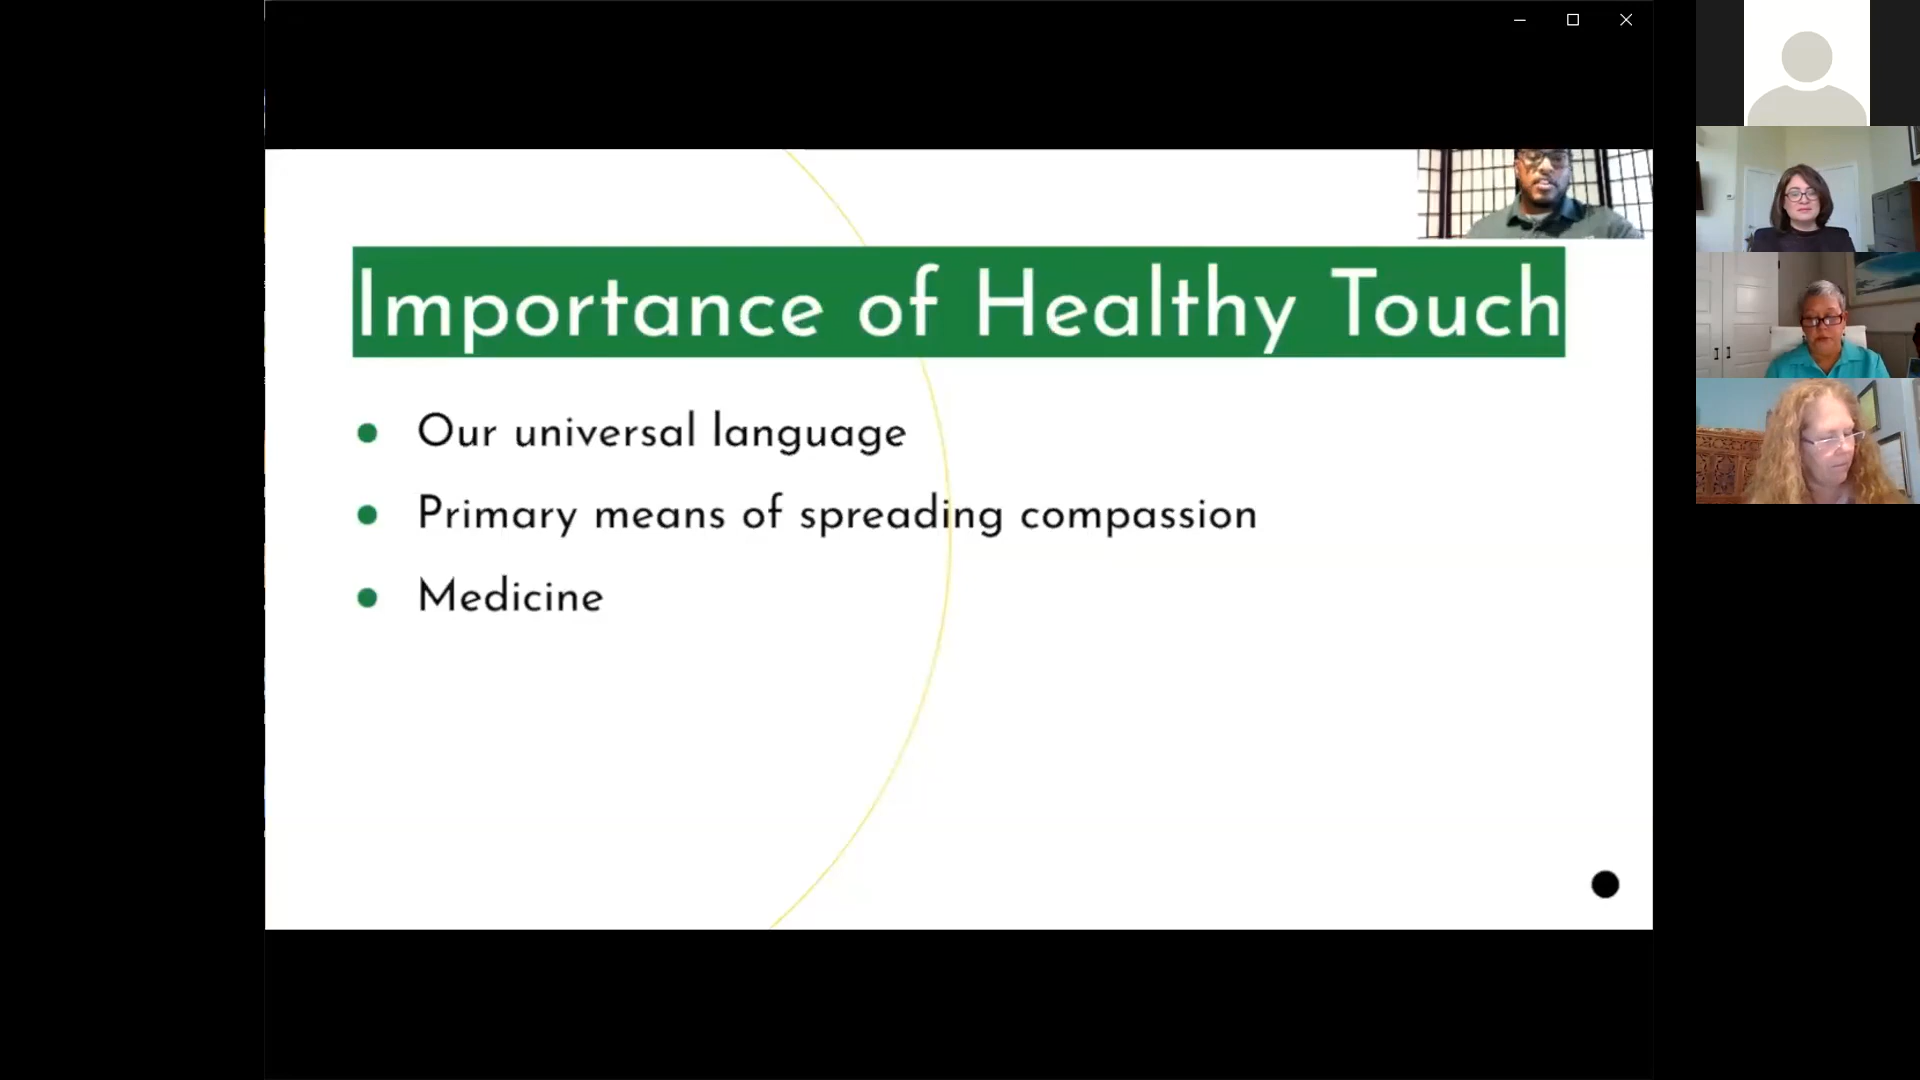 Importance of Healthy Touch
Our universal language
Primary means of spreading compassion
Medicine